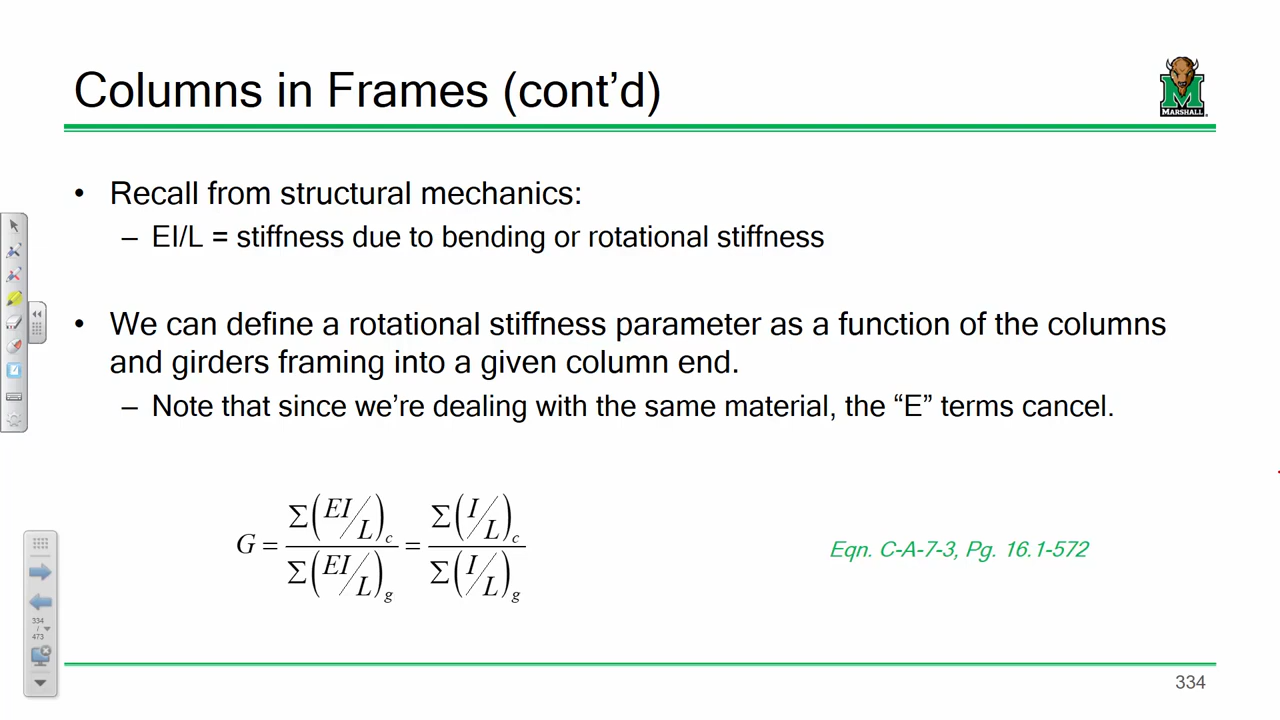 Columns in Frames (cont’d)
MARSHALL
• Recall from structural mechanics:
– EI/L = stiffness due to bending or rotational stiffness
• We can define a rotational stiffness parameter as a function of the columns
and girders framing into a given column end.
– Note that since we’re dealing with the same material, the “E” terms cancel.
G = Σ(EI/L)c / Σ(EI/L)g = Σ(I/L)c / Σ(I/L)g
Eqn. C-A-7-3, Pg. 16.1-572
334
/
473
334